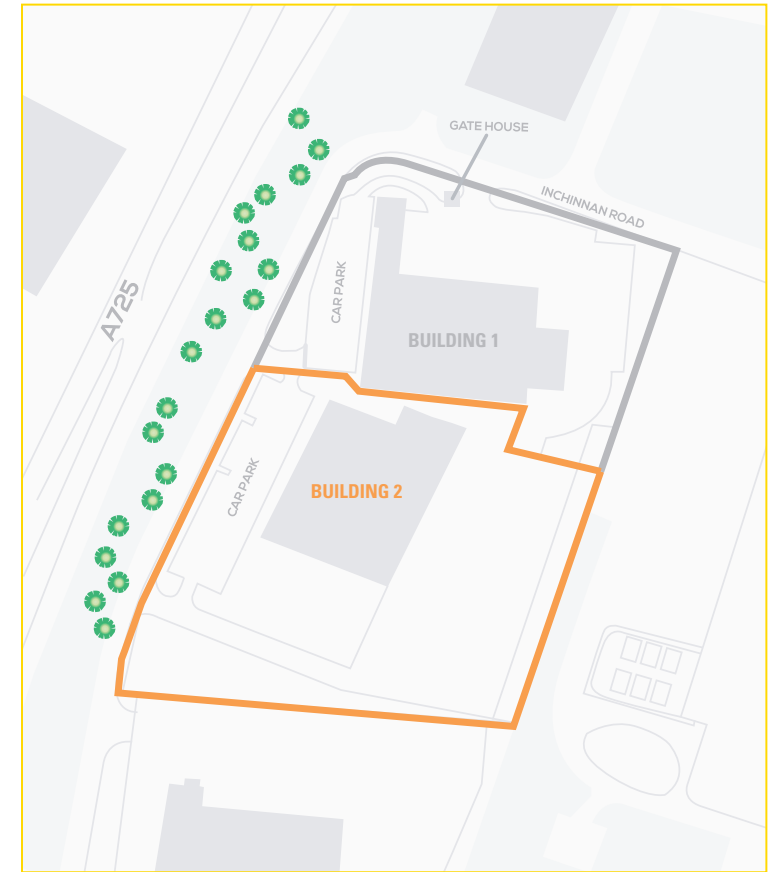 GATE HOUSE
INCHINNAN ROAD
A725
CAR PARK
BUILDING 1
CAR PARK
BUILDING 2